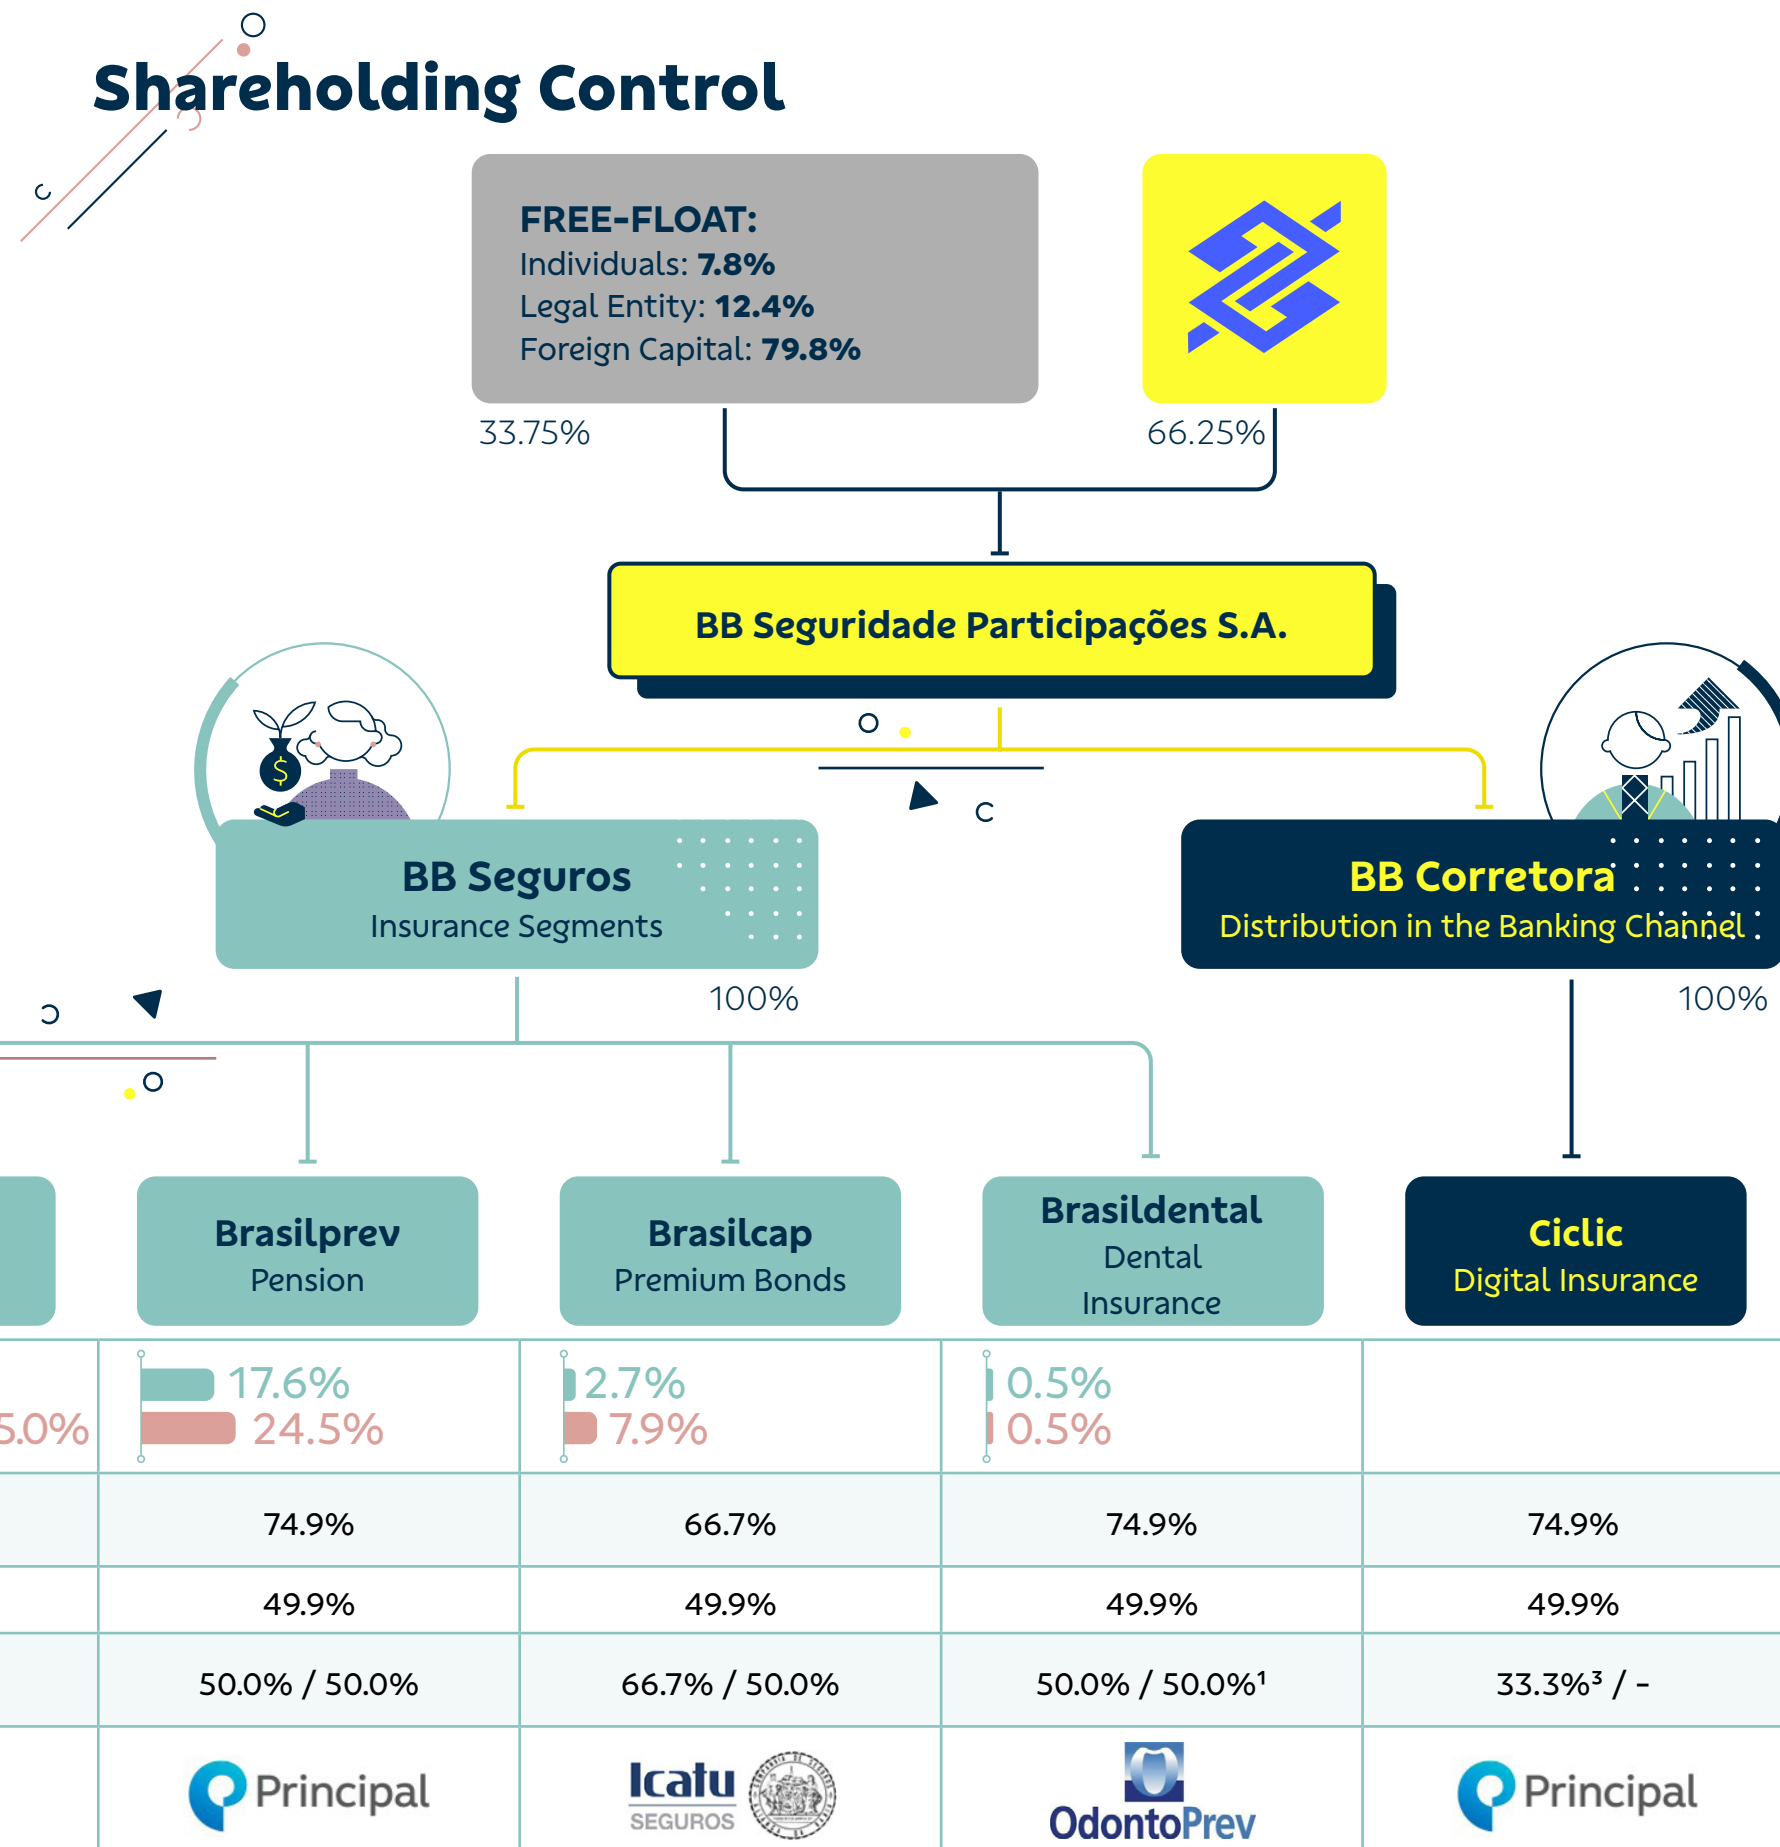 Shareholding Control
FREE-FLOAT:
Individuals: 7.8%
Legal Entity: 12.4%
Foreign Capital: 79.8%
33.75%
66.25%
BB Seguridade Participações S.A.
$
BB Seguros
Insurance Segments
100%
BB Corretora
Distribution in the Banking Channel
100%
Brasilprev
Pension
Brasilcap
Premium Bonds
Brasildental
Dental
Insurance
Ciclic
Digital Insurance
17.6%
2.7%
0.5%
5.0%
24.5%
7.9%
0.5%
74.9%
66.7%
74.9%
74.9%
49.9%
49.9%
49.9%
49.9%
50.0% / 50.0%
66.7% / 50.0%
50.0% / 50.0%¹
33.3%³ / -
Principal
Icatu
SEGUROS
OdontoPrev
Principal